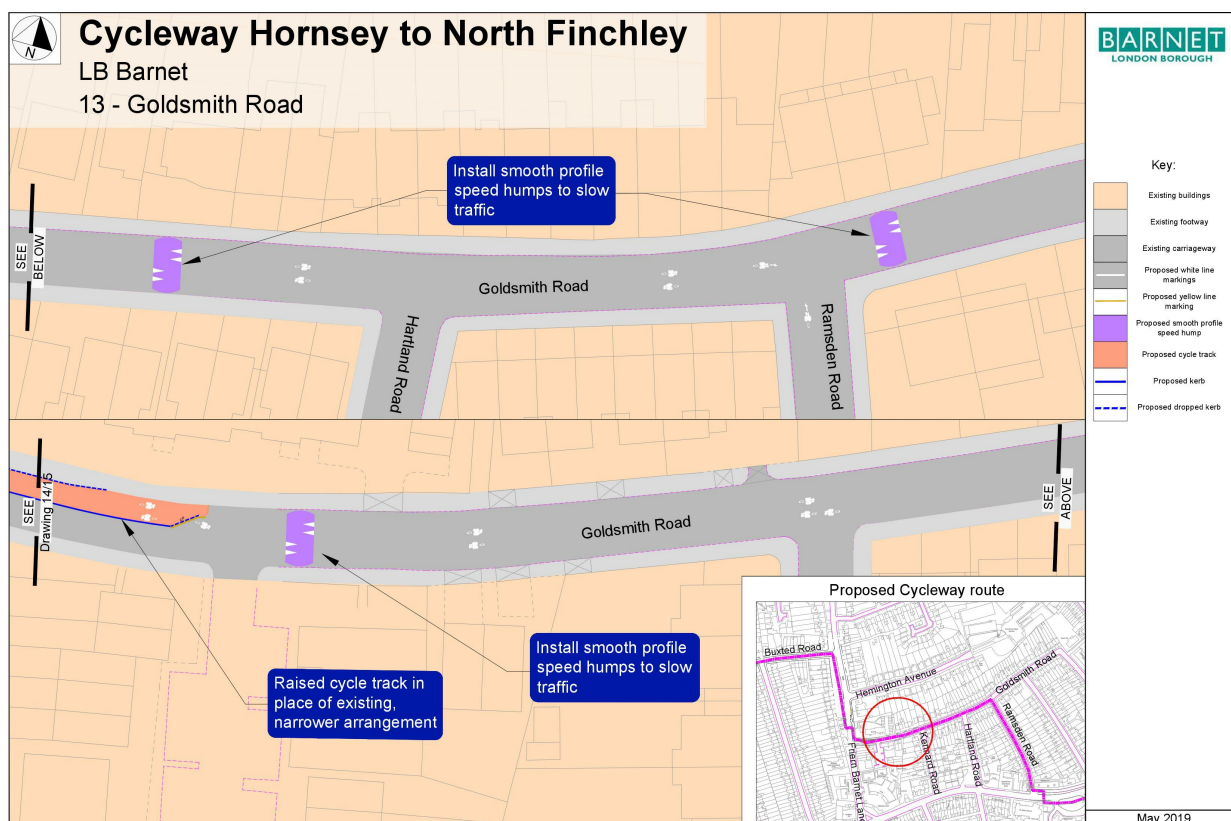 N
Cycleway Hornsey to North Finchley
LB Barnet
13 - Goldsmith Road
Install smooth profile
speed humps to slow
traffic
SEE
BELOW
Goldsmith Road
Hartland Road
Ramsden Road
SEE
Drawing 14/15
Goldsmith Road
SEE
ABOVE
Install smooth profile
speed humps to slow
traffic
Raised cycle track in
place of existing,
narrower arrangement
Proposed Cycleway route
Buxted Road
Hemington Avenue
Goldsmith Road
Friern Barnet Lane
Kennard Road
Hartland Road
Ramsden Road
BARNET
LONDON BOROUGH
Key:
Existing buildings
Existing footway
Existing carriageway
Proposed white line
markings
Proposed yellow line
marking
Proposed smooth profile
speed hump
Proposed cycle track
Proposed kerb
Proposed dropped kerb
May 2019